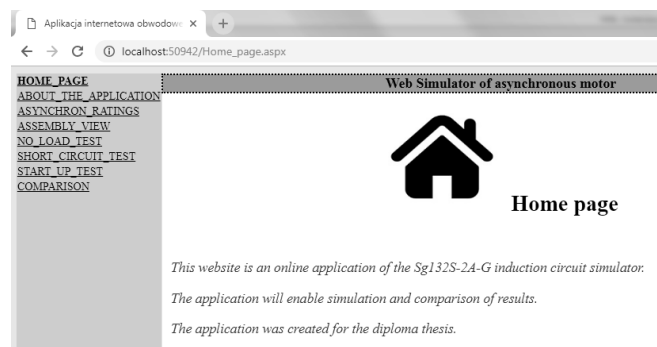 Aplikacja internetowa obwodowe
localhost:50942/Home_page.aspx
HOME_PAGE
ABOUT_THE_APPLICATION
ASYNCHRON_RATINGS
ASSEMBLY_VIEW
NO_LOAD_TEST
SHORT_CIRCUIT_TEST
START_UP_TEST
COMPARISON
Web Simulator of asynchronous motor
Home page
This website is an online application of the Sg132S-2A-G induction circuit simulator.
The application will enable simulation and comparison of results.
The application was created for the diploma thesis.